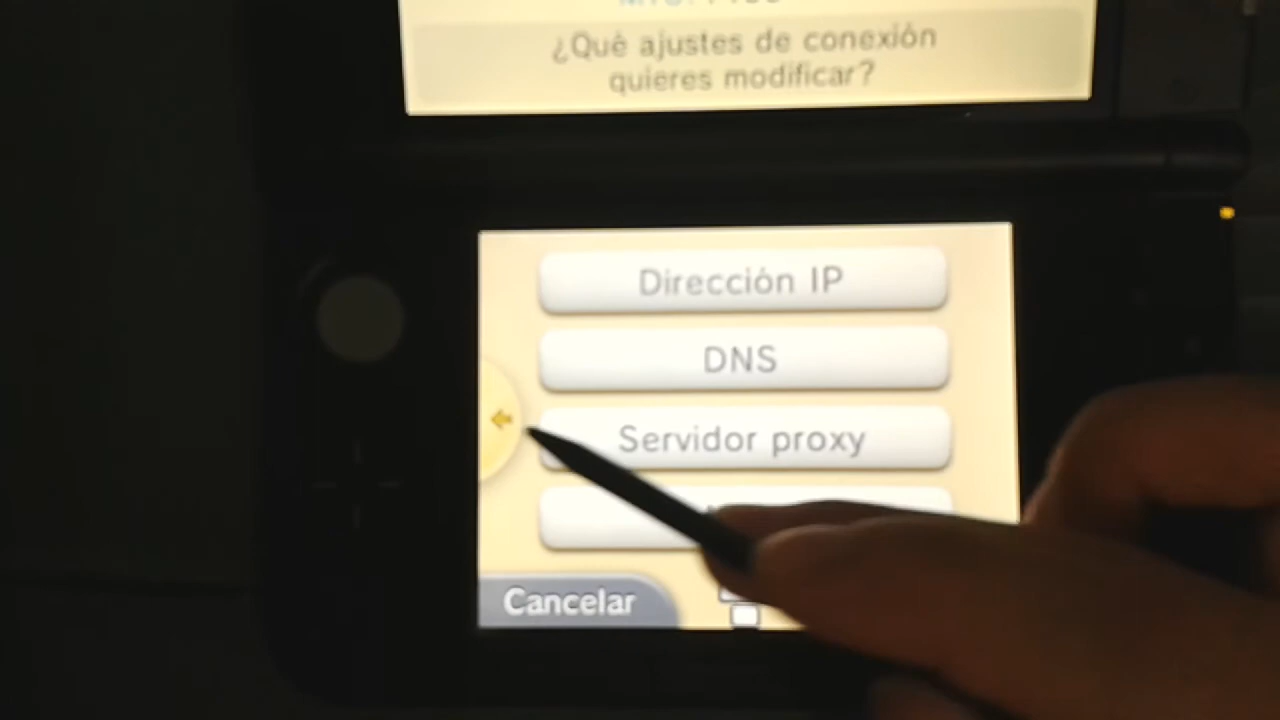 ¿Qué ajustes de conexión
quieres modificar?
Dirección IP
DNS
Servidor proxy
Cancelar